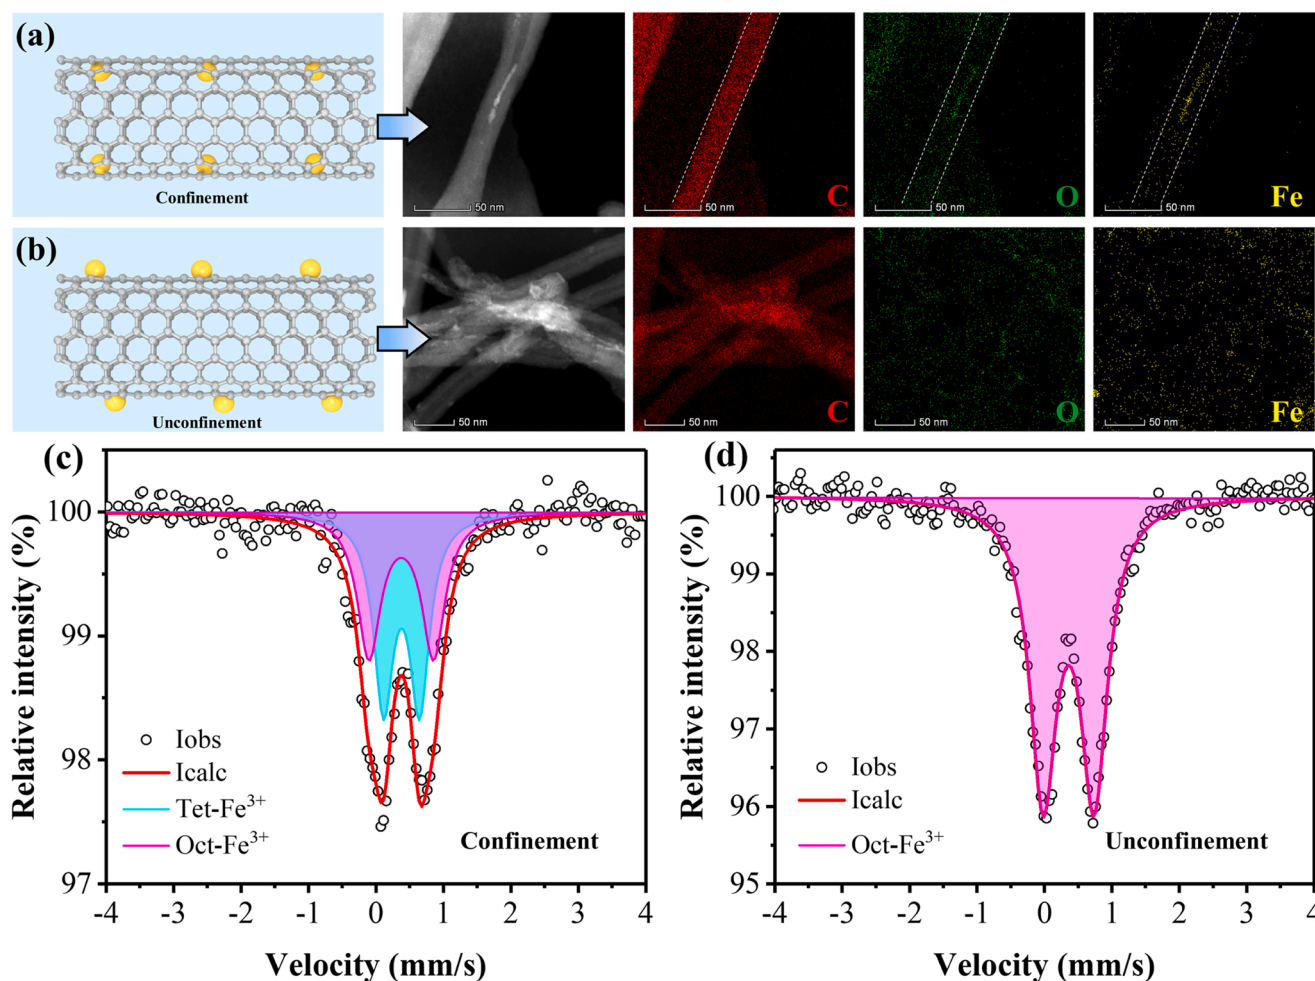 (a)
Confinement
50 nm
50 nm
C
50 nm
O
50 nm
Fe
(b)
Unconfinement
50 nm
50 nm
C
50 nm
O
50 nm
Fe
(c)
Relative intensity (%)
100
99
98
97
Iobs
Icalc
Tet-Fe³⁺
Oct-Fe³⁺
Confinement
-4 -3 -2 -1 0 1 2 3 4
Velocity (mm/s)
(d)
Relative intensity (%)
100
99
98
97
96
95
Iobs
Icalc
Oct-Fe³⁺
Unconfinement
-4 -3 -2 -1 0 1 2 3 4
Velocity (mm/s)